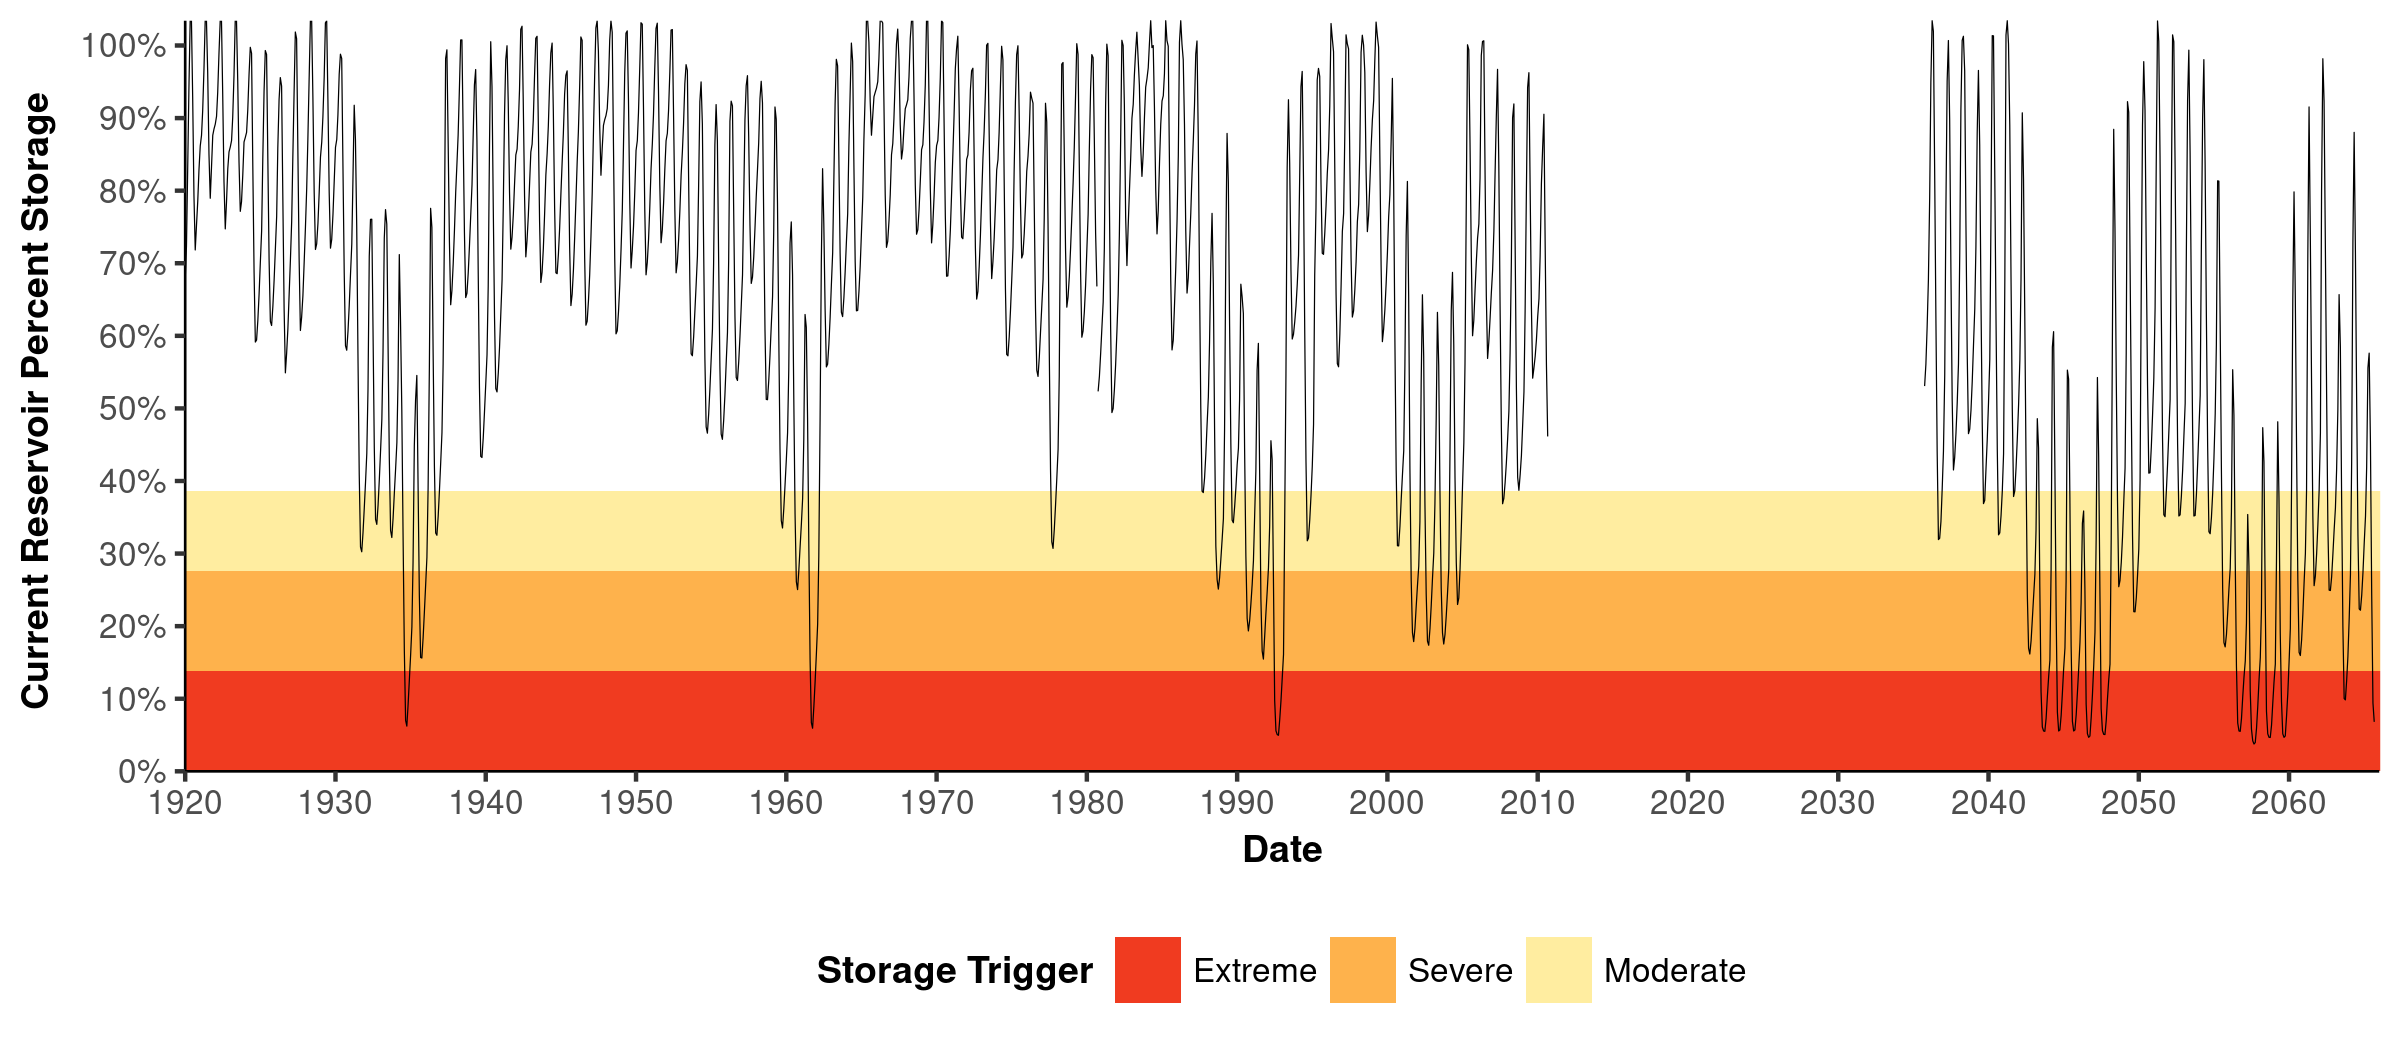 Current Reservoir Percent Storage
100%
90%
80%
70%
60%
50%
40%
30%
20%
10%
0%
1920 1930 1940 1950 1960 1970 1980 1990 2000 2010 2020 2030 2040 2050 2060
Date
Storage Trigger Extreme Severe Moderate